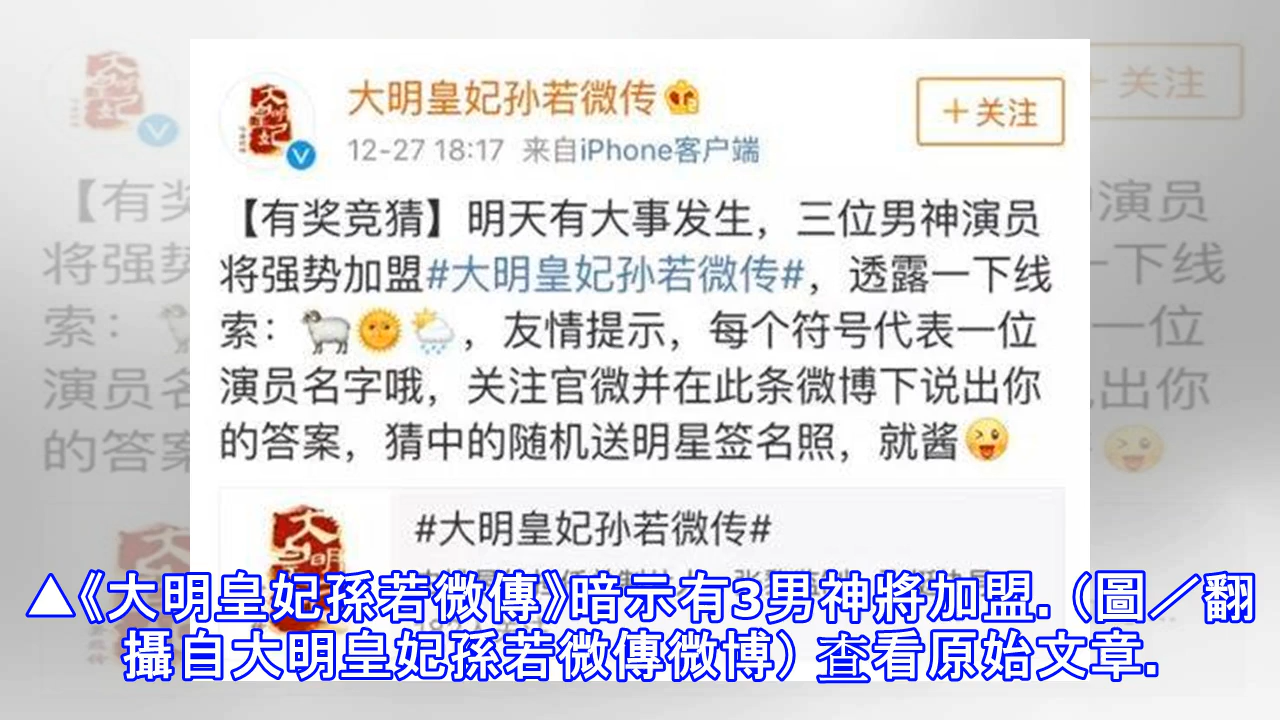 大明皇妃孙若微传
+关注
12-27 18:17 来自iPhone客户端
【有奖竞猜】明天有大事发生，三位男神演员
将强势加盟#大明皇妃孙若微传#，透露一下线
索：🐏🌞🌦，友情提示，每个符号代表一位
演员名字哦，关注官微并在此条微博下说出你
的答案，猜中的随机送明星签名照，就酱😜
#大明皇妃孙若微传#
▲《大明皇妃孫若微傳》暗示有3男神將加盟.（圖／翻
攝自大明皇妃孫若微傳微博）查看原始文章.